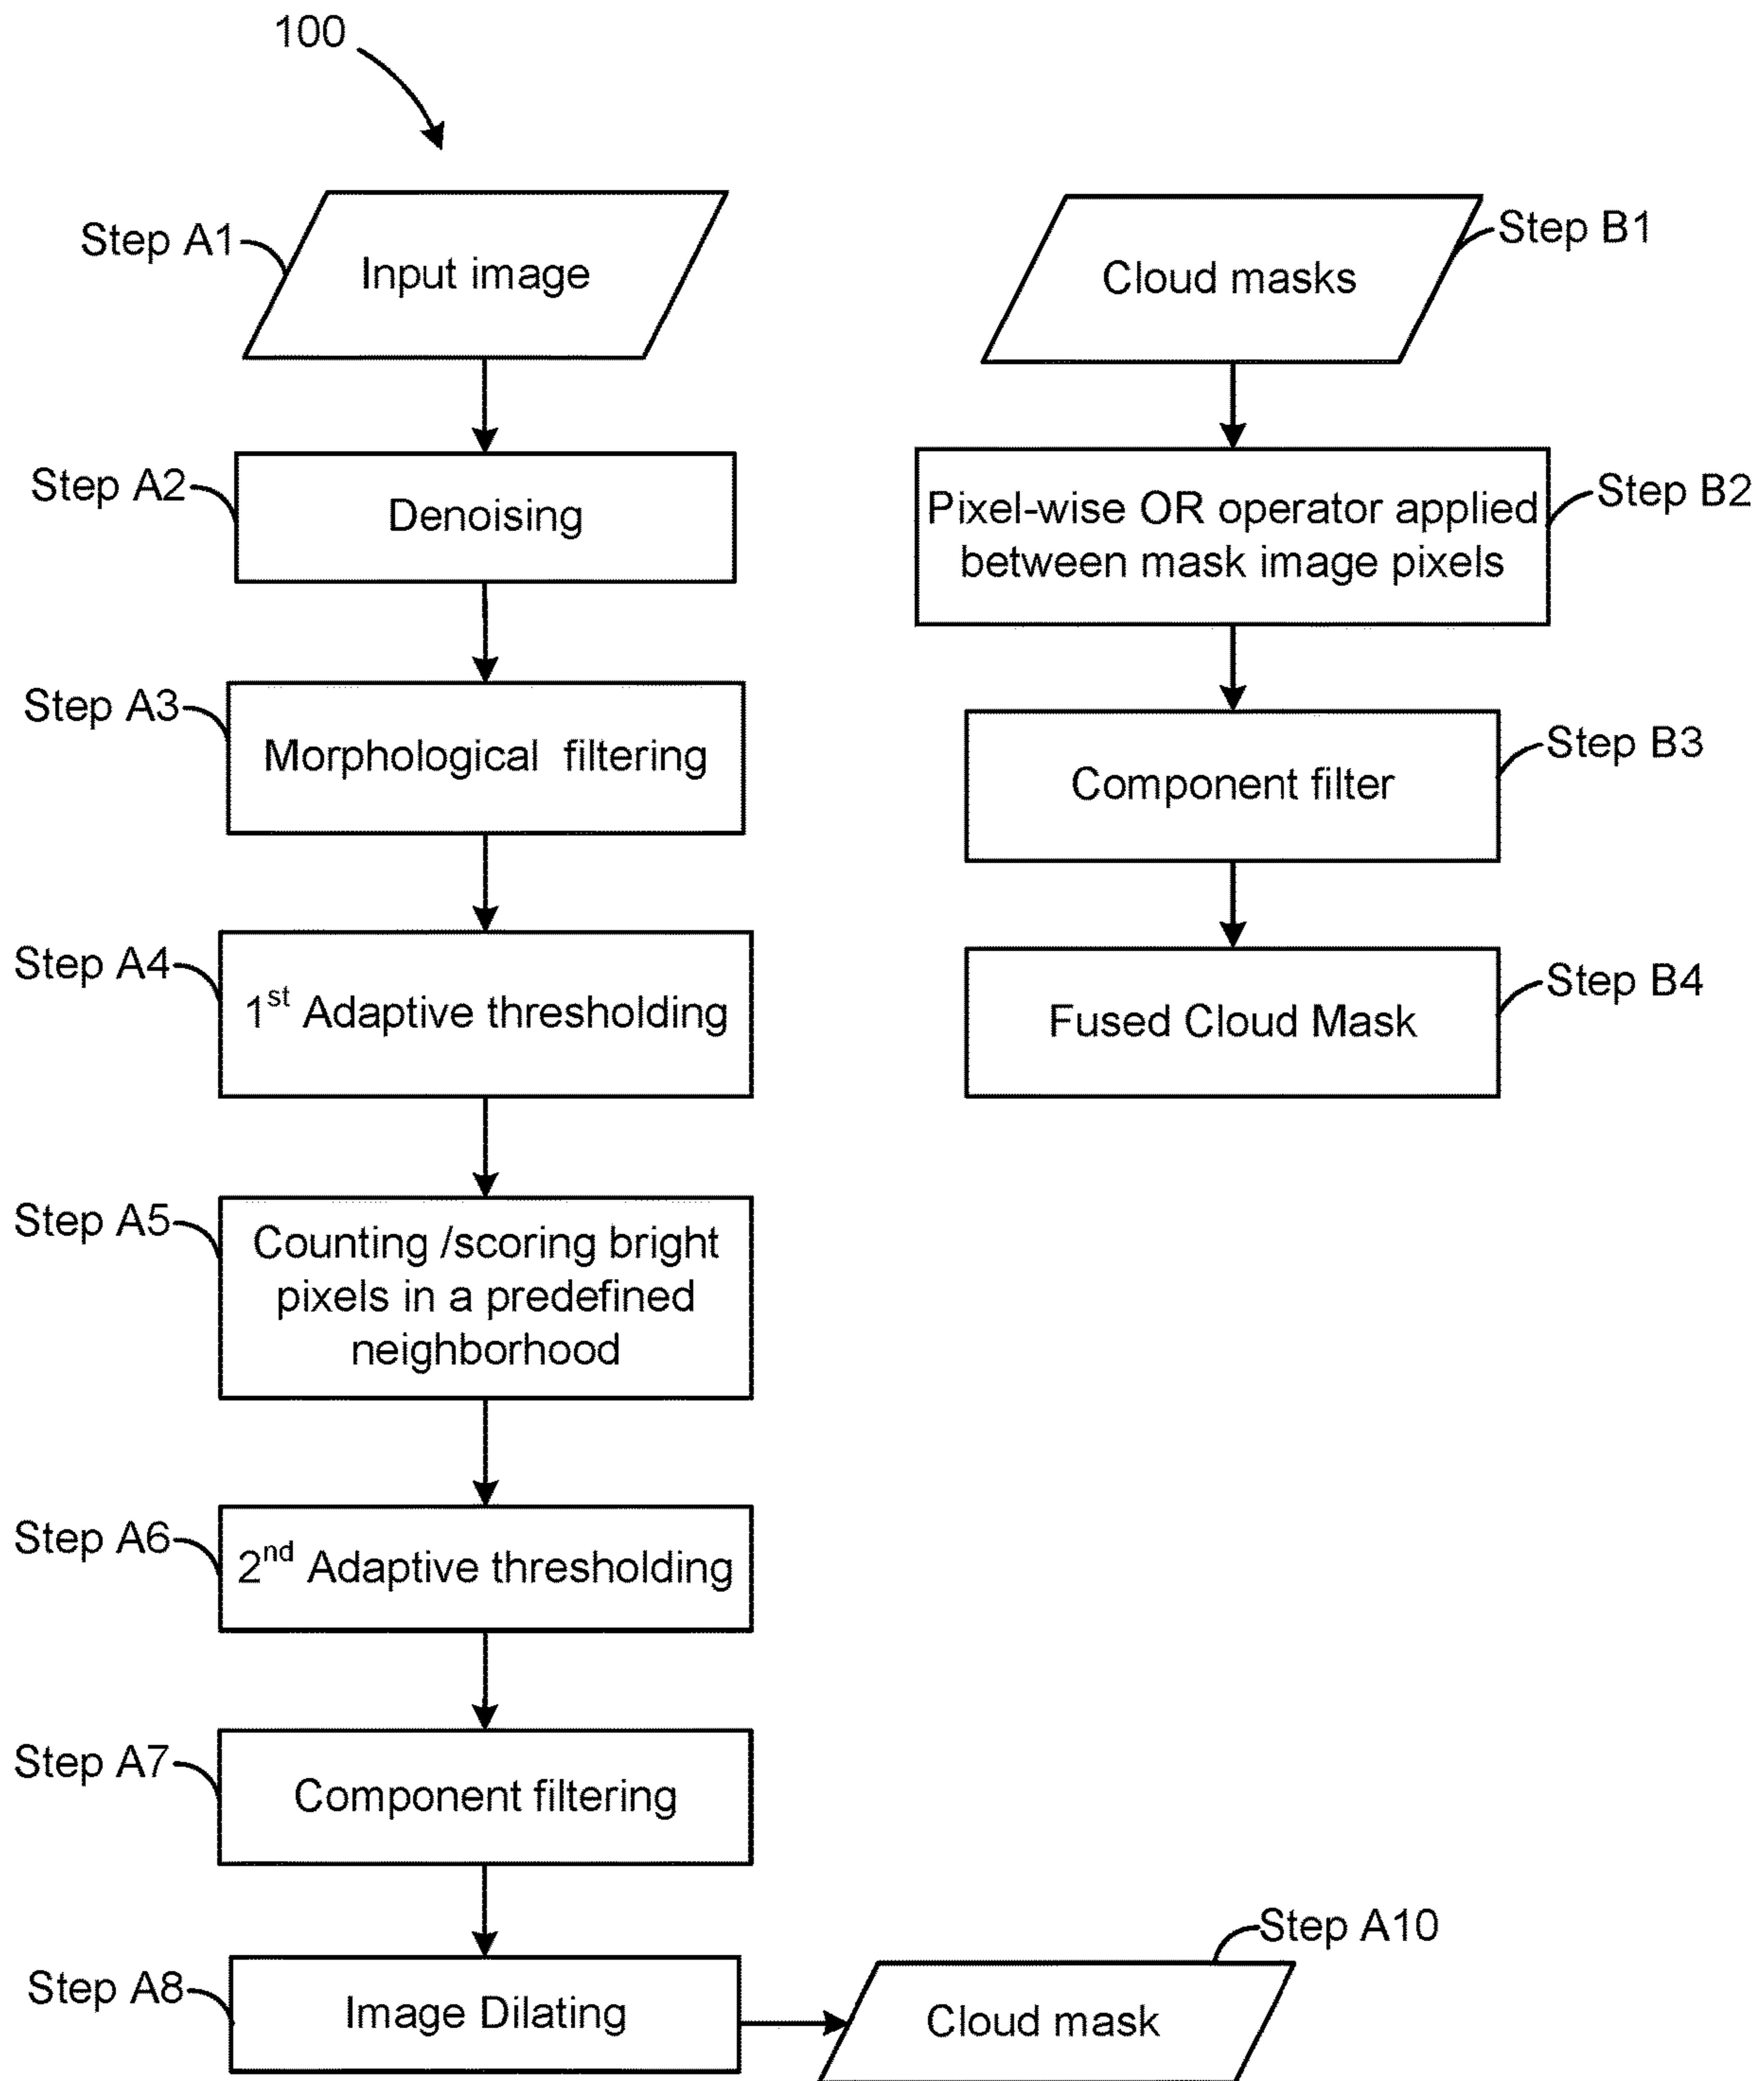 100
Step A1
Input image
Step A2
Denoising
Step A3
Morphological filtering
Step A4
1st Adaptive thresholding
Step A5
Counting /scoring bright
pixels in a predefined
neighborhood
Step A6
2nd Adaptive thresholding
Step A7
Component filtering
Step A8
Image Dilating
Step A10
Cloud mask
Step B1
Cloud masks
Step B2
Pixel-wise OR operator applied
between mask image pixels
Step B3
Component filter
Step B4
Fused Cloud Mask